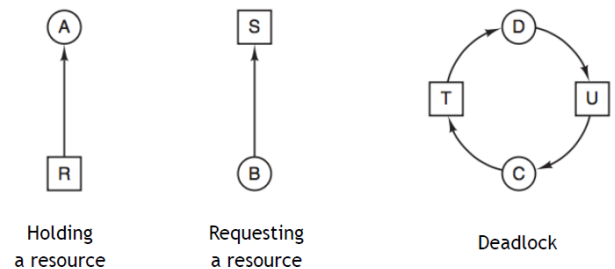 A
S
D
T
U
R
B
C
Holding
a resource
Requesting
a resource
Deadlock